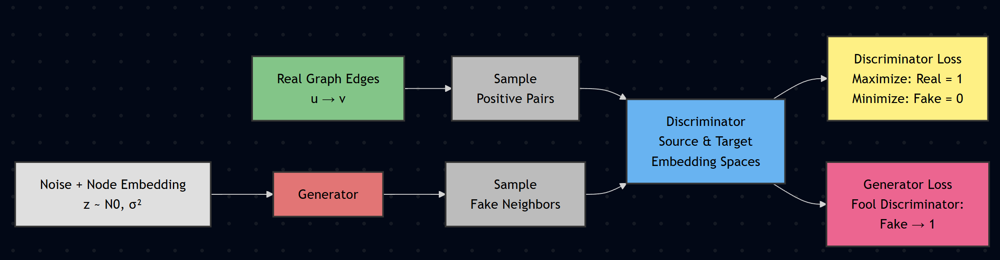 Real Graph Edges
u → v
Sample
Positive Pairs
Discriminator Loss
Maximize: Real = 1
Minimize: Fake = 0
Discriminator
Source & Target
Embedding Spaces
Noise + Node Embedding
z ~ N0, σ²
Generator
Sample
Fake Neighbors
Generator Loss
Fool Discriminator:
Fake → 1